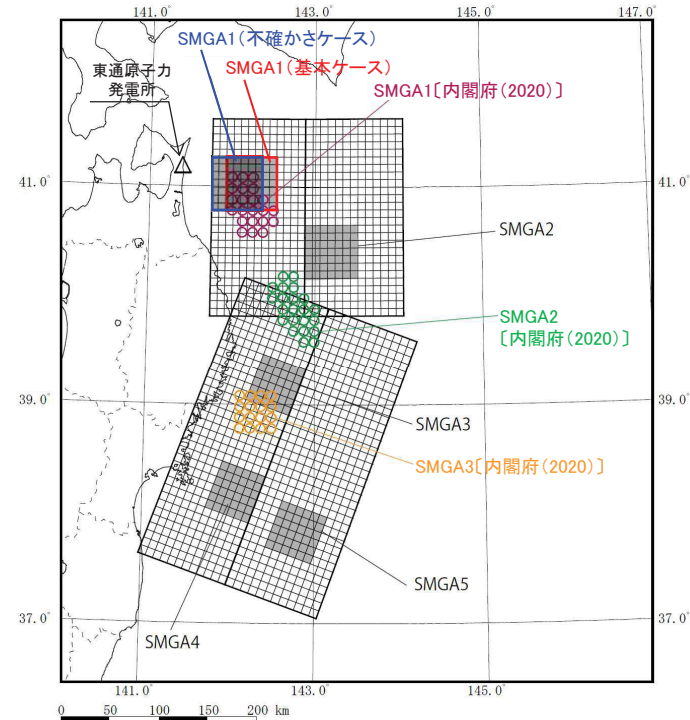 141.0°
143.0°
145.0°
147.0°
SMGA1(不確かさケース)
SMGA1(基本ケース)
東通原子力
発電所
SMGA1〔内閣府(2020)〕
41.0°
41.0°
SMGA2
SMGA2
〔内閣府(2020)〕
39.0°
39.0°
SMGA3
SMGA3〔内閣府(2020)〕
SMGA5
37.0°
37.0°
SMGA4
141.0°
143.0°
145.0°
0 50 100 150 200 km